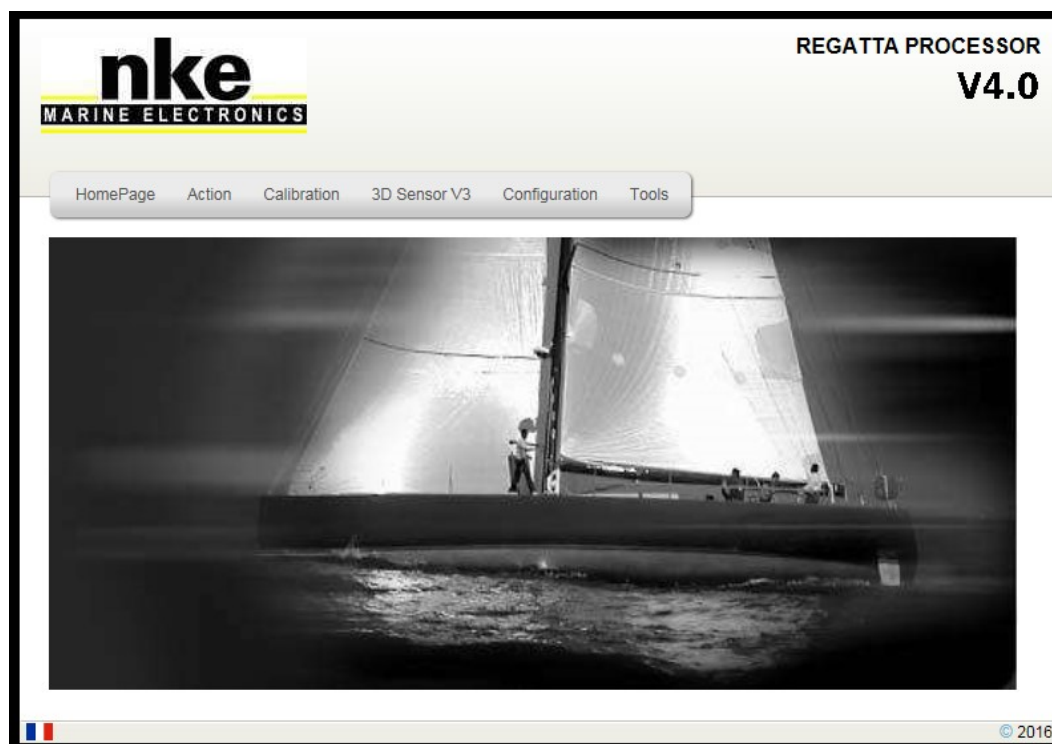 nke
MARINE ELECTRONICS
REGATTA PROCESSOR
V4.0
HomePage Action Calibration 3D Sensor V3 Configuration Tools
© 2016